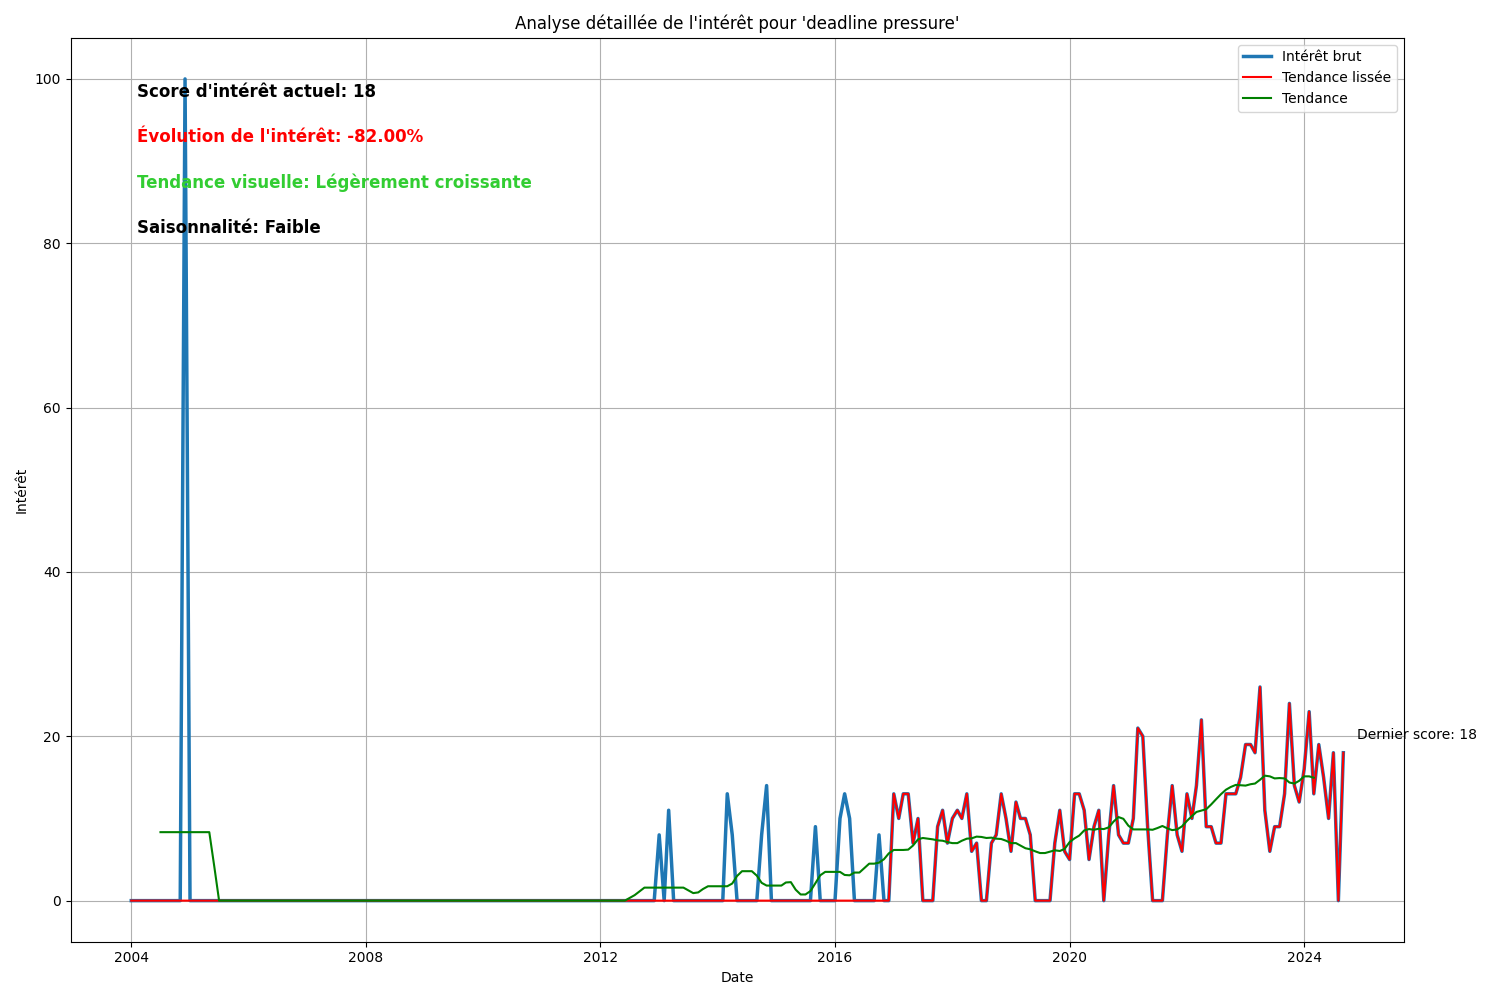 Analyse détaillée de l'intérêt pour 'deadline pressure'
Intérêt brut
Tendance lissée
Tendance
Score d'intérêt actuel: 18
Évolution de l'intérêt: -82.00%
Tendance visuelle: Légèrement croissante
Saisonnalité: Faible
100
80
60
40
20
0
Intérêt
Dernier score: 18
2004
2008
2012
2016
2020
2024
Date